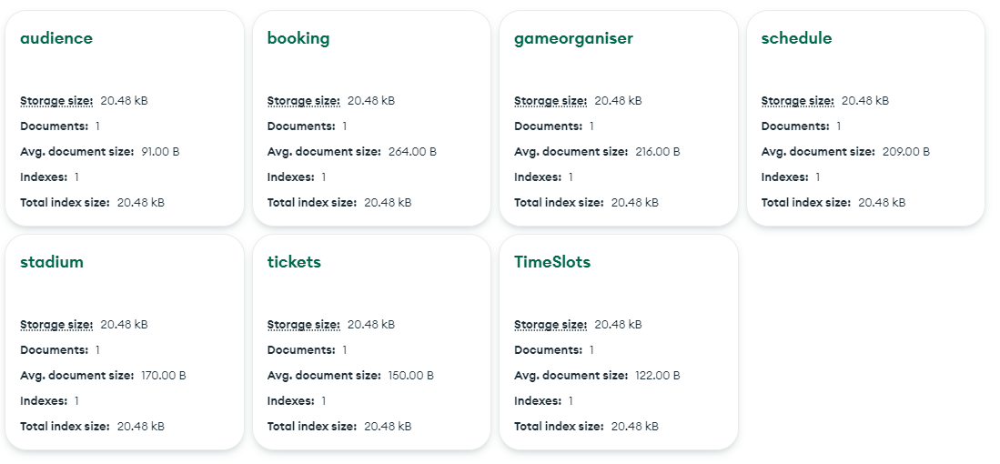 audience
Storage size: 20.48 kB
Documents: 1
Avg. document size: 91.00 B
Indexes: 1
Total index size: 20.48 kB
booking
Storage size: 20.48 kB
Documents: 1
Avg. document size: 264.00 B
Indexes: 1
Total index size: 20.48 kB
gameorganiser
Storage size: 20.48 kB
Documents: 1
Avg. document size: 216.00 B
Indexes: 1
Total index size: 20.48 kB
schedule
Storage size: 20.48 kB
Documents: 1
Avg. document size: 209.00 B
Indexes: 1
Total index size: 20.48 kB
stadium
Storage size: 20.48 kB
Documents: 1
Avg. document size: 170.00 B
Indexes: 1
Total index size: 20.48 kB
tickets
Storage size: 20.48 kB
Documents: 1
Avg. document size: 150.00 B
Indexes: 1
Total index size: 20.48 kB
TimeSlots
Storage size: 20.48 kB
Documents: 1
Avg. document size: 122.00 B
Indexes: 1
Total index size: 20.48 kB